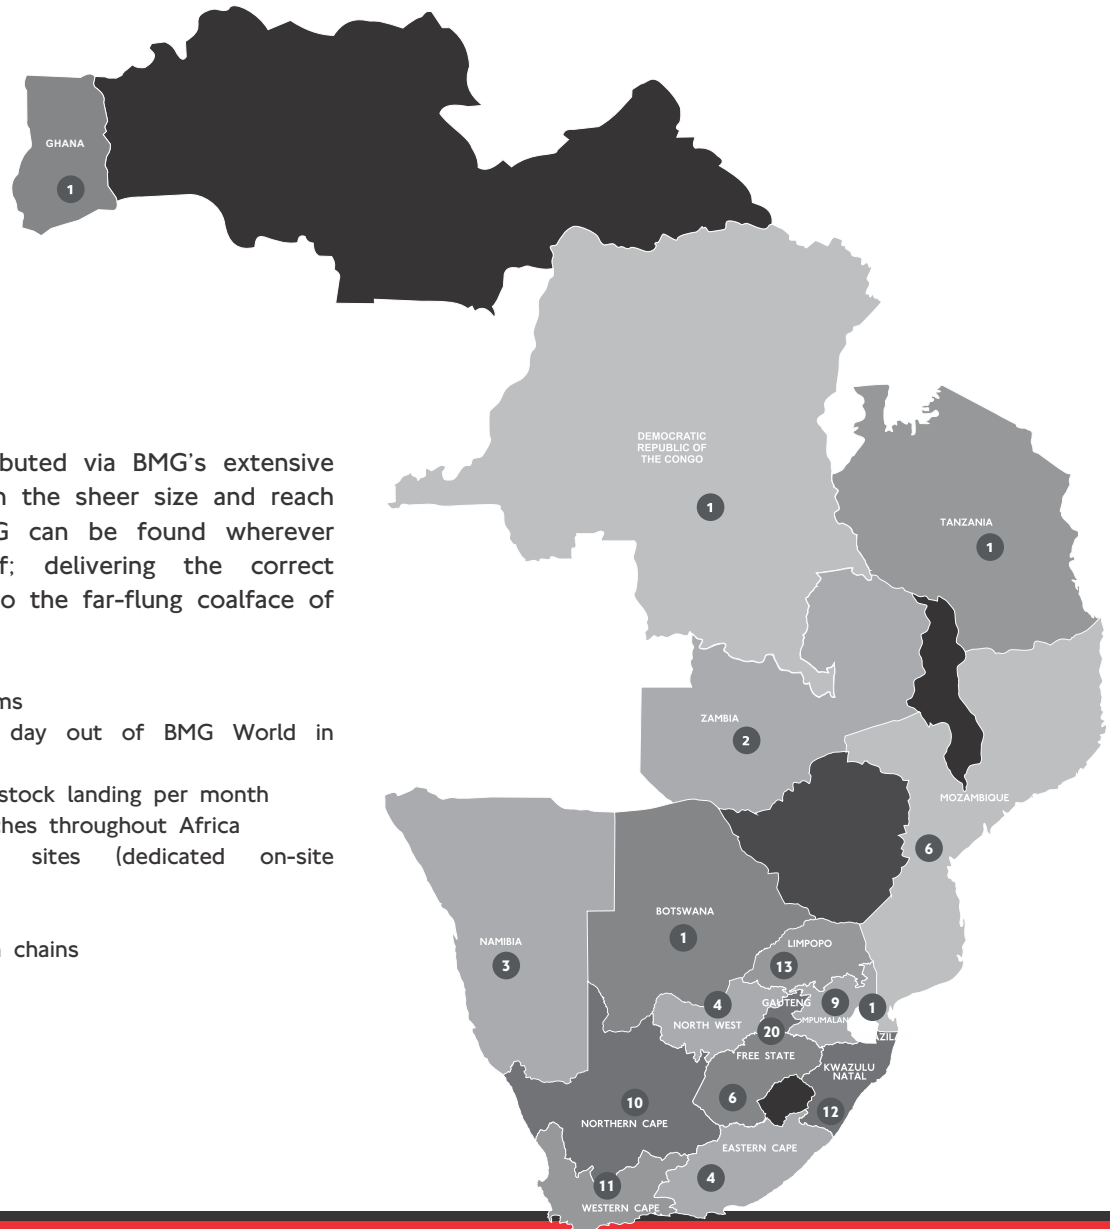 GHANA
1
DEMOCRATIC
REPUBLIC OF
THE CONGO
1
TANZANIA
1
buted via BMG's extensive
n the sheer size and reach
G can be found wherever
f; delivering the correct
o the far-flung coalface of
ms
day out of BMG World in
stock landing per month
hes throughout Africa
sites (dedicated on-site
chains
ZAMBIA
2
MOZAMBIQUE
6
NAMIBIA
3
BOTSWANA
1
LIMPOPO
13
4
NORTH WEST
GAUTENG
20
9
MPUMALAN
1
AZIL
FREE STATE
6
KWAZULU
NATAL
12
10
NORTHERN CAPE
EASTERN CAPE
4
11
WESTERN CAPE